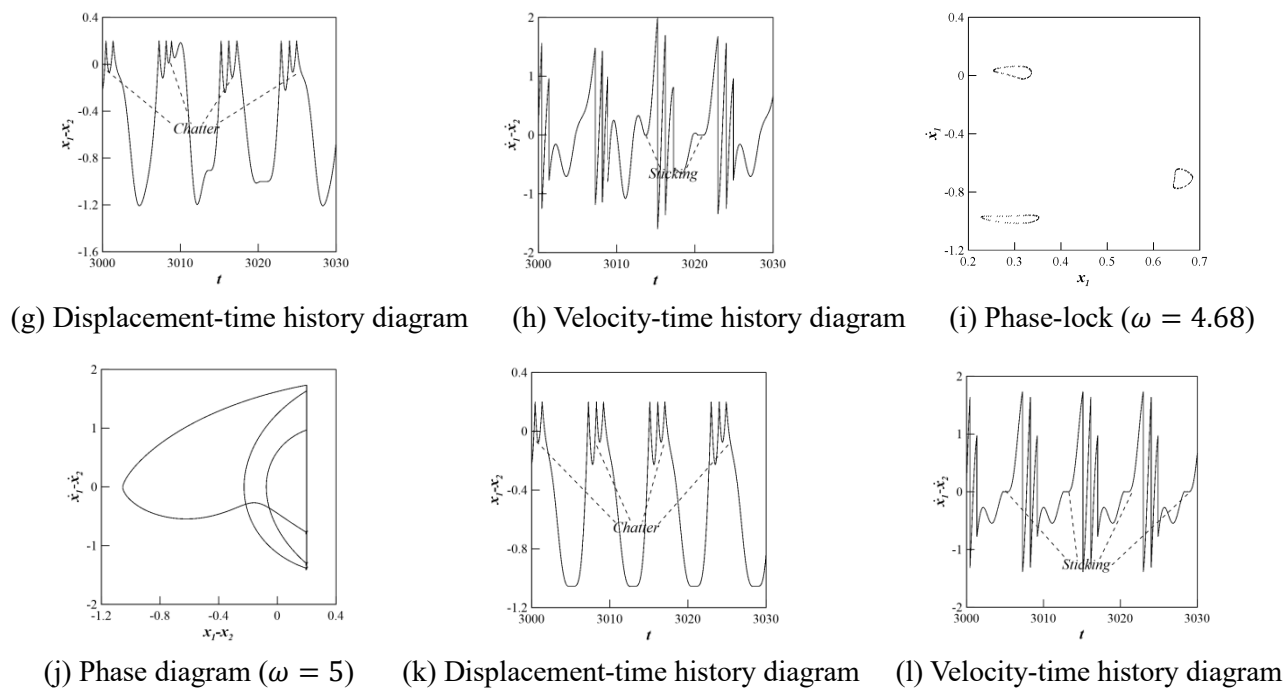 0.4
0
-0.4
-0.8
-1.2
-1.6
x₁-x₂
Chatter
3000 3010 3020 3030
t
2
1
0
-1
-2
ẋ₁-ẋ₂
Sticking
3000 3010 3020 3030
t
0.4
0
-0.4
-0.8
-1.2
ẋ₁
0.2 0.3 0.4 0.5 0.6 0.7
x₁
(g) Displacement-time history diagram (h) Velocity-time history diagram (i) Phase-lock (ω = 4.68)
2
1
0
-1
-2
ẋ₁-ẋ₂
-1.2 -0.8 -0.4 0 0.4
x₁-x₂
0.4
0
-0.4
-0.8
-1.2
x₁-x₂
Chatter
3000 3010 3020 3030
t
2
1
0
-1
-2
ẋ₁-ẋ₂
Sticking
3000 3010 3020 3030
t
(j) Phase diagram (ω = 5) (k) Displacement-time history diagram (l) Velocity-time history diagram